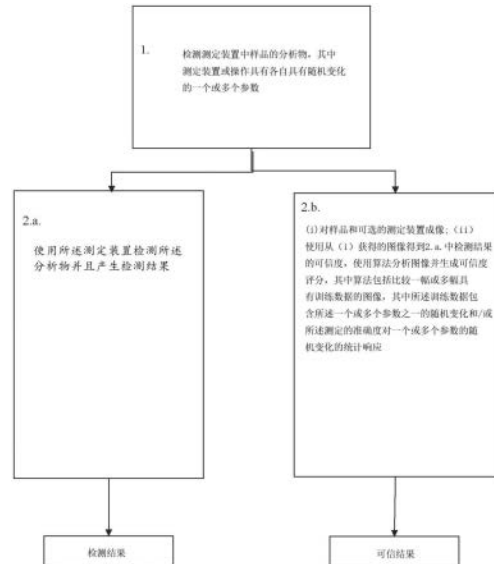 1.
检测测定装置中样品的分析物，其中
测定装置或操作具有各自具有随机变化
的一个或多个参数
2.a.
使用所述测定装置检测所述
分析物并且产生检测结果
2.b.
(i)对样品和可选的测定装置成像；(ii)
使用从（i）获得的图像得到2.a.中检测结果
的可信度，使用算法分析图像并生成可信度
评分，其中算法包括比较一幅或多幅具
有训练数据的图像，其中所述训练数据包
含所述一个或多个参数之一的随机变化和/或
所述测定的准确度对一个或多个参数的随
机变化的统计响应
检测结果
可信结果